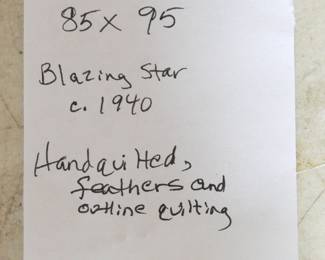 85 x 95
Blazing Star
c. 1940
Handquilted,
feathers and
outline quilting